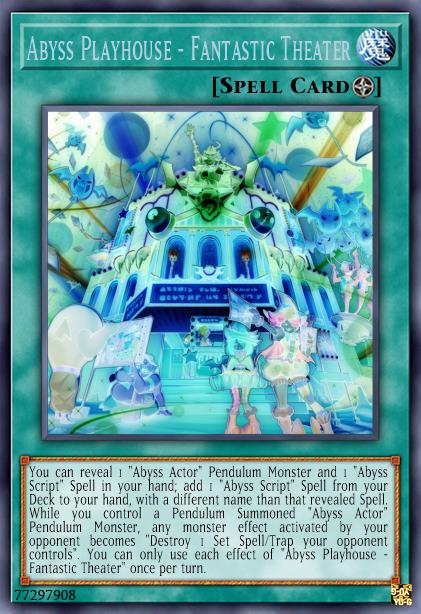 Abyss Playhouse - Fantastic Theater
魔
[Spell Card]
You can reveal 1 "Abyss Actor" Pendulum Monster and 1 "Abyss
Script" Spell in your hand; add 1 "Abyss Script" Spell from your
Deck to your hand, with a different name than that revealed Spell.
While you control a Pendulum Summoned "Abyss Actor"
Pendulum Monster, any monster effect activated by your
opponent becomes "Destroy 1 Set Spell/Trap your opponent
controls". You can only use each effect of "Abyss Playhouse -
Fantastic Theater" once per turn.
77297908